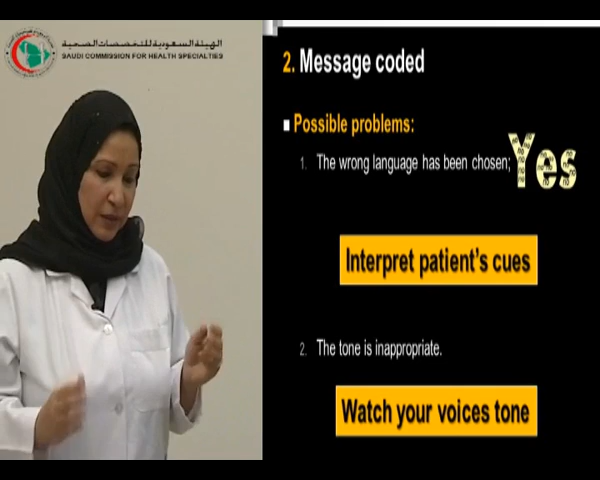 الهيئة السعودية للتخصصات الصحية
SAUDI COMMISSION FOR HEALTH SPECIALTIES
2. Message coded
Possible problems:
1. The wrong language has been chosen;
Yes
Interpret patient's cues
2. The tone is inappropriate.
Watch your voices tone